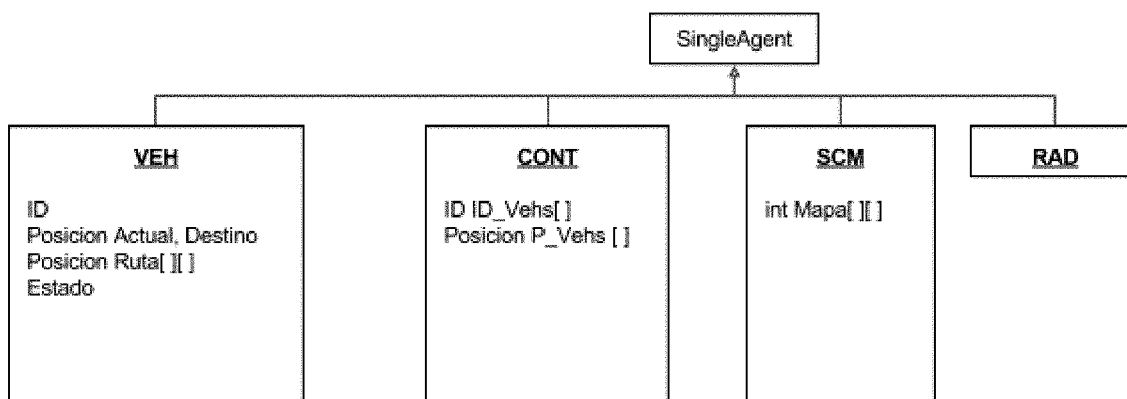 SingleAgent
VEH
ID
Posicion Actual, Destino
Posicion Ruta[ ][ ]
Estado
CONT
ID ID_Vehs[ ]
Posicion P_Vehs [ ]
SCM
int Mapa[ ][ ]
RAD